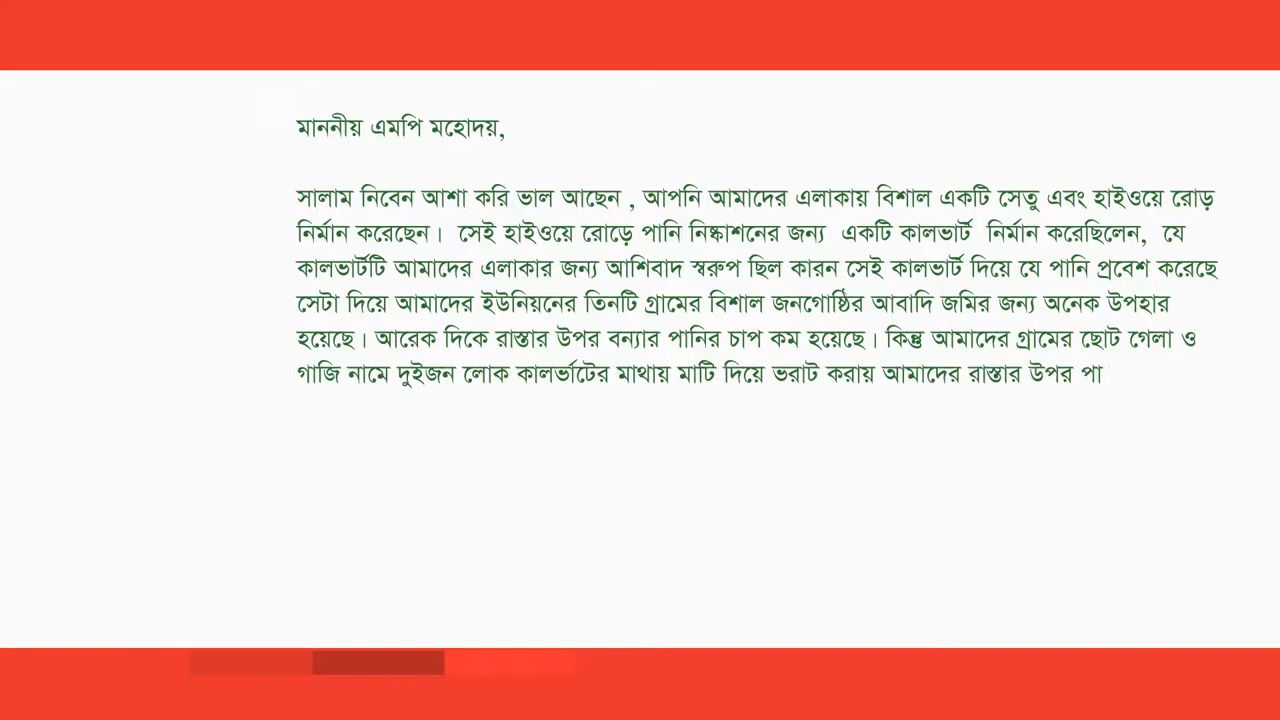 মাননীয় এমপি মহোদয়,
সালাম নিবেন আশা করি ভাল আছেন , আপনি আমাদের এলাকায় বিশাল একটি সেতু এবং হাইওয়ে রোড়
নির্মান করেছেন। সেই হাইওয়ে রোড়ে পানি নিষ্কাশনের জন্য একটি কালভার্ট নির্মান করেছিলেন, যে
কালভার্টটি আমাদের এলাকার জন্য আশিবাদ স্বরুপ ছিল কারন সেই কালভার্ট দিয়ে যে পানি প্রবেশ করেছে
সেটা দিয়ে আমাদের ইউনিয়নের তিনটি গ্রামের বিশাল জনগোষ্ঠির আবাদি জমির জন্য অনেক উপহার
হয়েছে। আরেক দিকে রাস্তার উপর বন্যার পানির চাপ কম হয়েছে। কিন্তু আমাদের গ্রামের ছোট গেলা ও
গাজি নামে দুইজন লোক কালর্ভাটের মাথায় মাটি দিয়ে ভরাট করায় আমাদের রাস্তার উপর পা